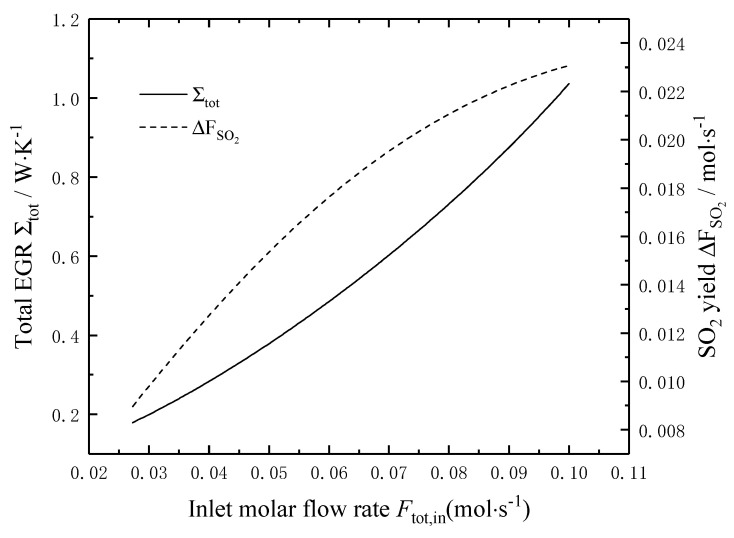 1.2
1.0
0.8
0.6
0.4
0.2
Total EGR Σtot / W·K-1
Σtot
ΔFSO2
0.024
0.022
0.020
0.018
0.016
0.014
0.012
0.010
0.008
SO2 yield ΔFSO2 / mol·s-1
0.02 0.03 0.04 0.05 0.06 0.07 0.08 0.09 0.10 0.11
Inlet molar flow rate Ftot,in(mol·s-1)